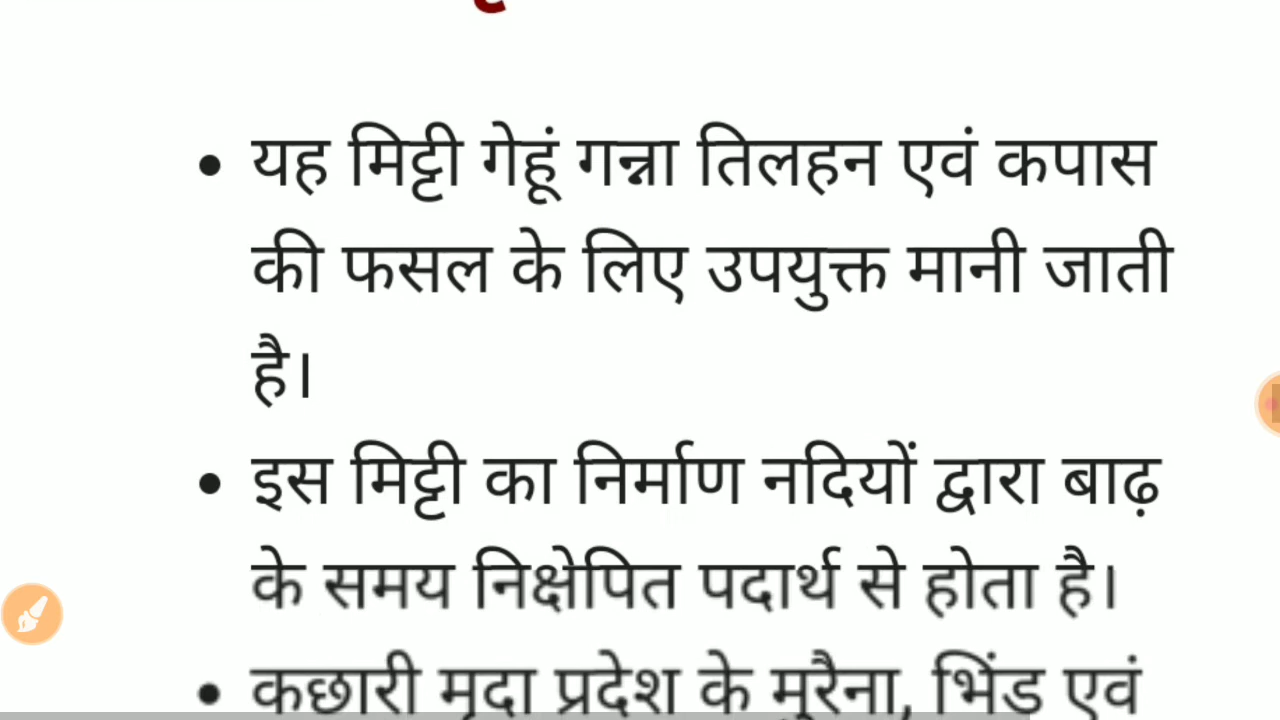 यह मिट्टी गेहूं गन्ना तिलहन एवं कपास
की फसल के लिए उपयुक्त मानी जाती
है।
इस मिट्टी का निर्माण नदियों द्वारा बाढ़
के समय निक्षेपित पदार्थ से होता है।
कछारी मृदा प्रदेश के मुरैना, भिंड एवं